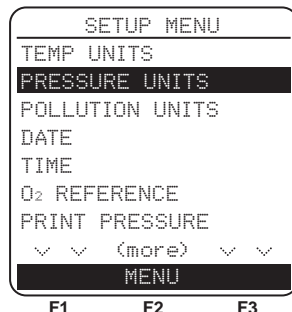 SETUP MENU
TEMP UNITS
PRESSURE UNITS
POLLUTION UNITS
DATE
TIME
O₂ REFERENCE
PRINT PRESSURE
(more)
MENU
F1 F2 F3